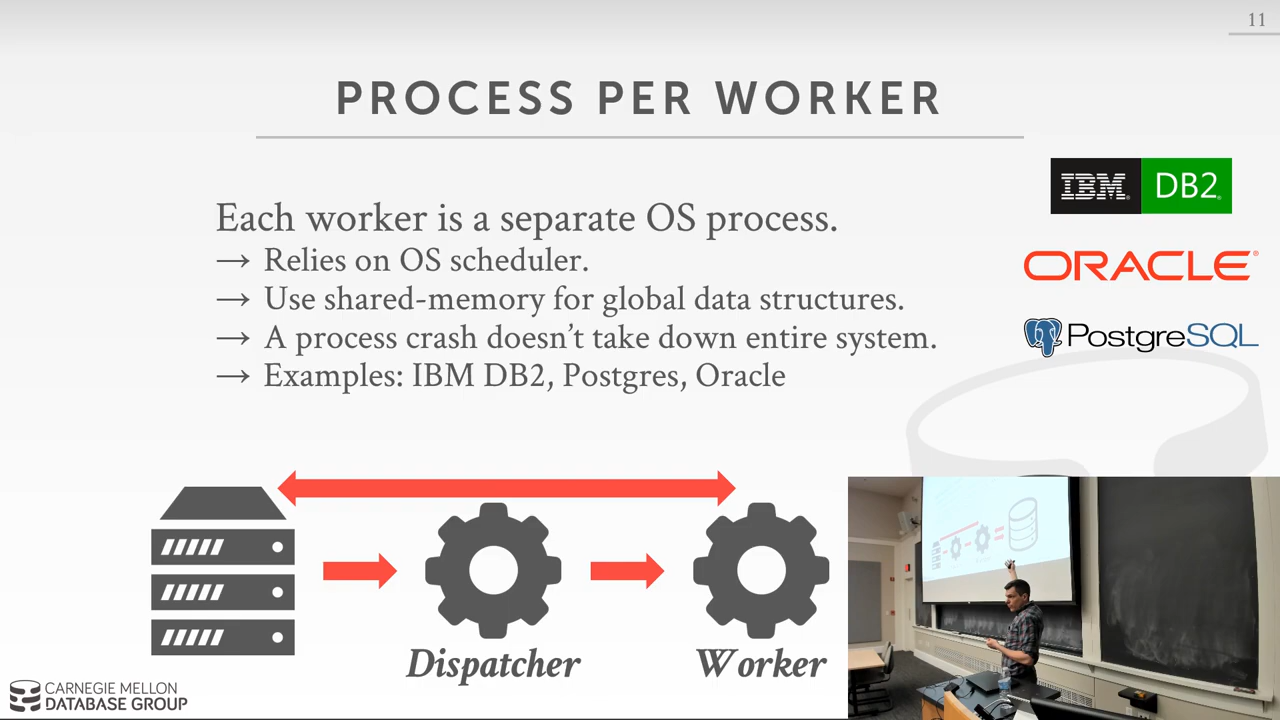 11
PROCESS PER WORKER
Each worker is a separate OS process.
→ Relies on OS scheduler.
→ Use shared-memory for global data structures.
→ A process crash doesn't take down entire system.
→ Examples: IBM DB2, Postgres, Oracle
IBM DB2
ORACLE
PostgreSQL
Dispatcher
Worker
CARNEGIE MELLON
DATABASE GROUP